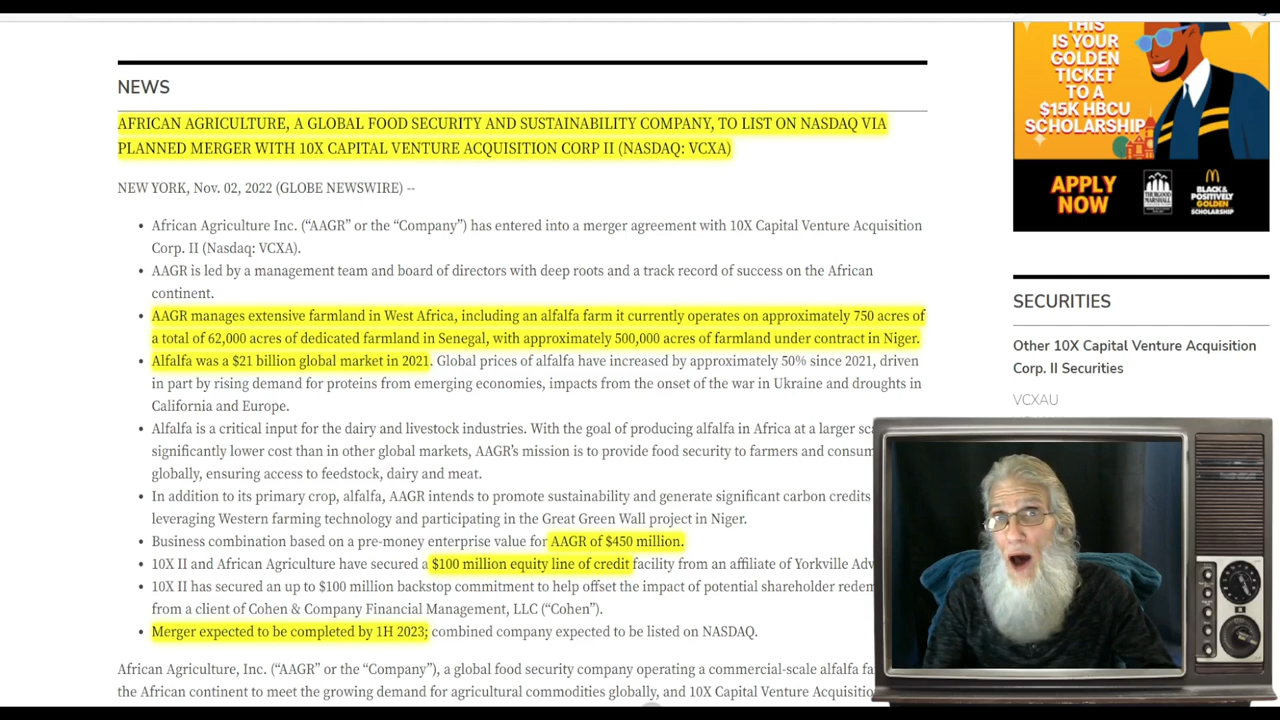 NEWS
AFRICAN AGRICULTURE, A GLOBAL FOOD SECURITY AND SUSTAINABILITY COMPANY, TO LIST ON NASDAQ VIA
PLANNED MERGER WITH 10X CAPITAL VENTURE ACQUISITION CORP II (NASDAQ: VCXA)
NEW YORK, Nov. 02, 2022 (GLOBE NEWSWIRE) --
• African Agriculture Inc. (“AAGR” or the “Company”) has entered into a merger agreement with 10X Capital Venture Acquisition
Corp. II (Nasdaq: VCXA).
• AAGR is led by a management team and board of directors with deep roots and a track record of success on the African
continent.
• AAGR manages extensive farmland in West Africa, including an alfalfa farm it currently operates on approximately 750 acres of
a total of 62,000 acres of dedicated farmland in Senegal, with approximately 500,000 acres of farmland under contract in Niger.
• Alfalfa was a $21 billion global market in 2021. Global prices of alfalfa have increased by approximately 50% since 2021, driven
in part by rising demand for proteins from emerging economies, impacts from the onset of the war in Ukraine and droughts in
California and Europe.
• Alfalfa is a critical input for the dairy and livestock industries. With the goal of producing alfalfa in Africa at a larger
significantly lower cost than in other global markets, AAGR’s mission is to provide food security to farmers and
globally, ensuring access to feedstock, dairy and meat.
• In addition to its primary crop, alfalfa, AAGR intends to promote sustainability and generate significant carbon credits
leveraging Western farming technology and participating in the Great Green Wall project in Niger.
• Business combination based on a pre-money enterprise value for AAGR of $450 million.
• 10X II and African Agriculture have secured a $100 million equity line of credit facility from an affiliate of Yorkville
• 10X II has secured an up to $100 million backstop commitment to help offset the impact of potential shareholder
from a client of Cohen & Company Financial Management, LLC (“Cohen”).
• Merger expected to be completed by 1H 2023; combined company expected to be listed on NASDAQ.
African Agriculture, Inc. (“AAGR” or the “Company”), a global food security company operating a commercial-scale alfalfa
the African continent to meet the growing demand for agricultural commodities globally, and 10X Capital Venture
THIS
IS YOUR
GOLDEN
TICKET
TO A
$15K HBCU
SCHOLARSHIP
APPLY
NOW
THURGOOD
MARSHALL
BLACK &
POSITIVELY
GOLDEN
SCHOLARSHIP
SECURITIES
Other 10X Capital Venture Acquisition
Corp. II Securities
VCXAU